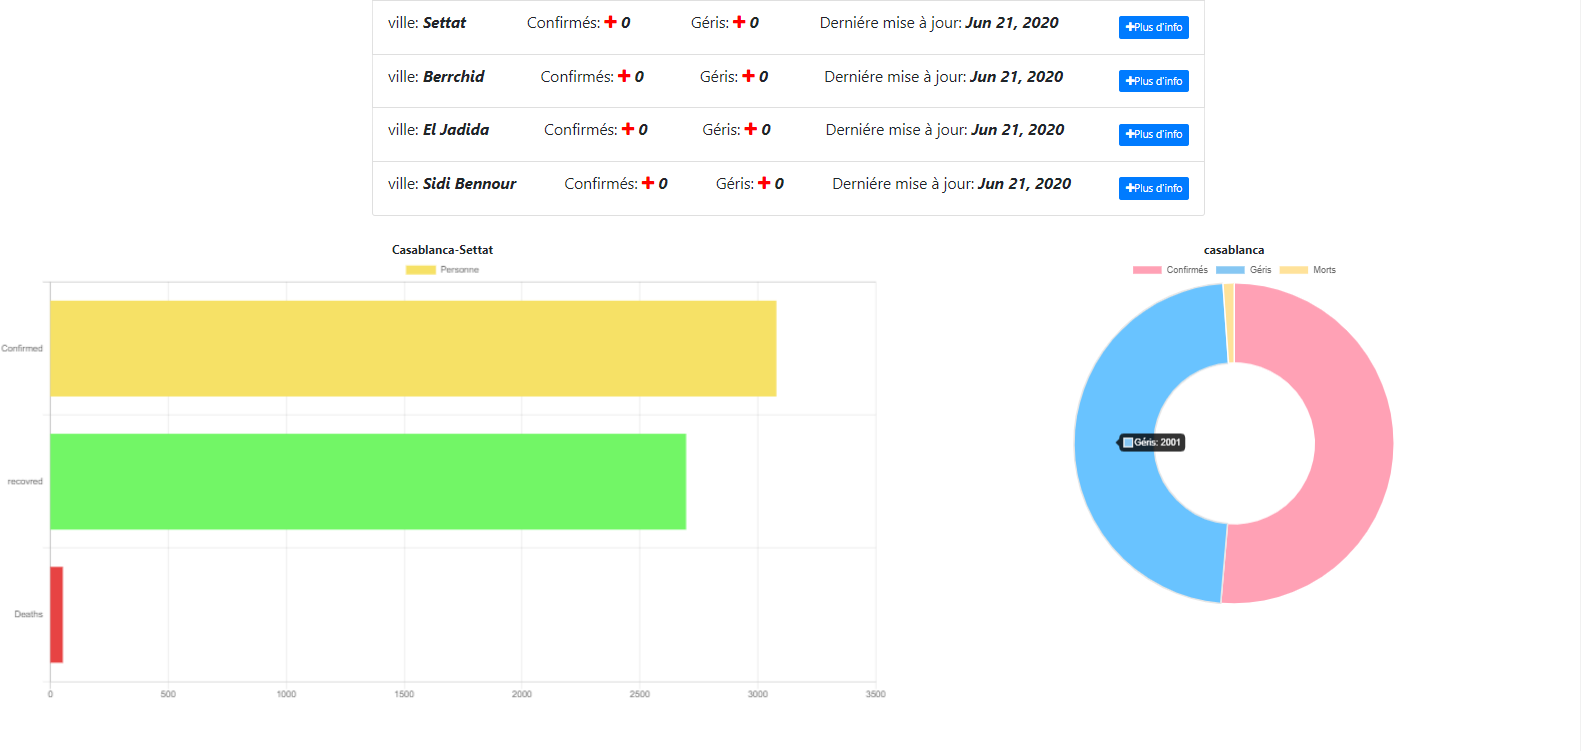 ville: Settat Confirmés: 0 Géris: 0 Derniére mise à jour: Jun 21, 2020 Plus d'info
ville: Berrchid Confirmés: 0 Géris: 0 Derniére mise à jour: Jun 21, 2020 Plus d'info
ville: El Jadida Confirmés: 0 Géris: 0 Derniére mise à jour: Jun 21, 2020 Plus d'info
ville: Sidi Bennour Confirmés: 0 Géris: 0 Derniére mise à jour: Jun 21, 2020 Plus d'info
Casablanca-Settat
Personne
Confirmed
recovred
Deaths
0 500 1000 1500 2000 2500 3000 3500
casablanca
Confirmés Géris Morts
Géris: 2001